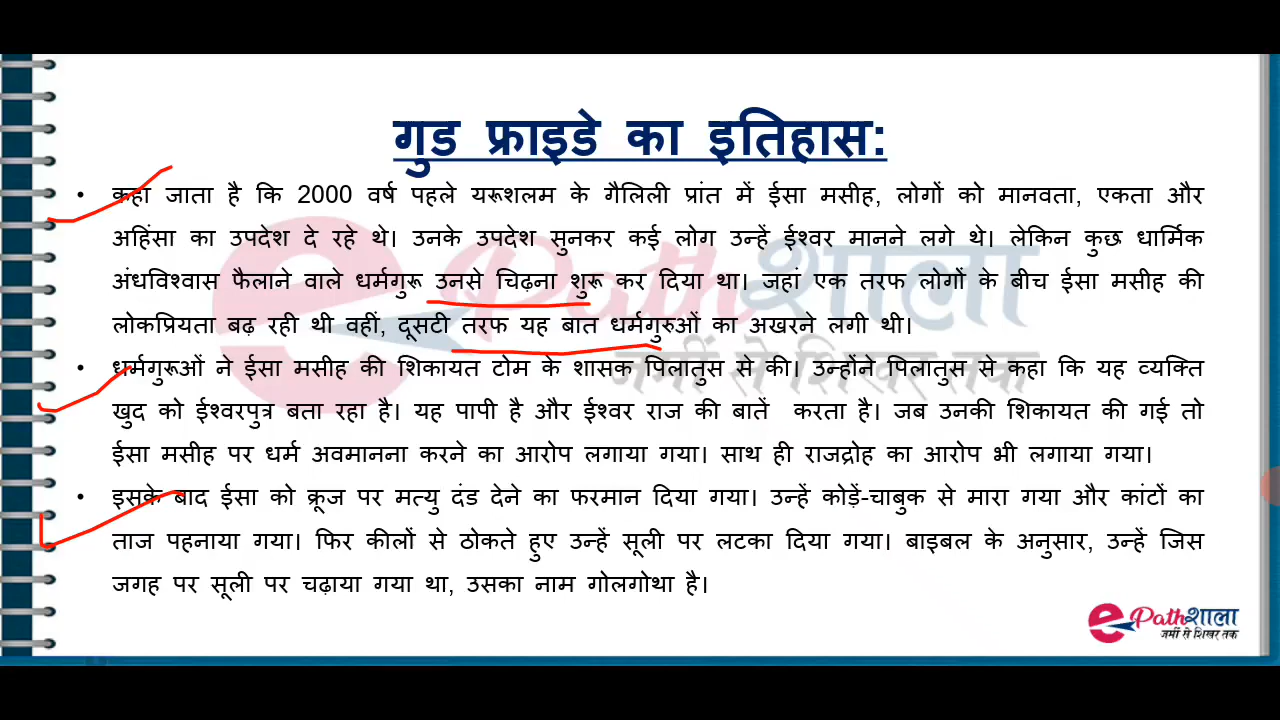 गुड फ्राइडे का इतिहास:
• कहा जाता है कि 2000 वर्ष पहले यरूशलम के गैलिली प्रांत में ईसा मसीह, लोगों को मानवता, एकता और
अहिंसा का उपदेश दे रहे थे। उनके उपदेश सुनकर कई लोग उन्हें ईश्वर मानने लगे थे। लेकिन कुछ धार्मिक
अंधविश्वास फैलाने वाले धर्मगुरू उनसे चिढ़ना शुरू कर दिया था। जहां एक तरफ लोगों के बीच ईसा मसीह की
लोकप्रियता बढ़ रही थी वहीं, दूसटी तरफ यह बात धर्मगुरुओं का अखरने लगी थी।
• धर्मगुरूओं ने ईसा मसीह की शिकायत टोम के शासक पिलातुस से की। उन्होंने पिलातुस से कहा कि यह व्यक्ति
खुद को ईश्वरपुत्र बता रहा है। यह पापी है और ईश्वर राज की बातें करता है। जब उनकी शिकायत की गई तो
ईसा मसीह पर धर्म अवमानना करने का आरोप लगाया गया। साथ ही राजद्रोह का आरोप भी लगाया गया।
• इसके बाद ईसा को क्रूज पर मत्यु दंड देने का फरमान दिया गया। उन्हें कोड़ें-चाबुक से मारा गया और कांटों का
ताज पहनाया गया। फिर कीलों से ठोकते हुए उन्हें सूली पर लटका दिया गया। बाइबल के अनुसार, उन्हें जिस
जगह पर सूली पर चढ़ाया गया था, उसका नाम गोलगोथा है।
ePathशाला
जमीं से शिखर तक
ePathशाला
जमीं से शिखर तक